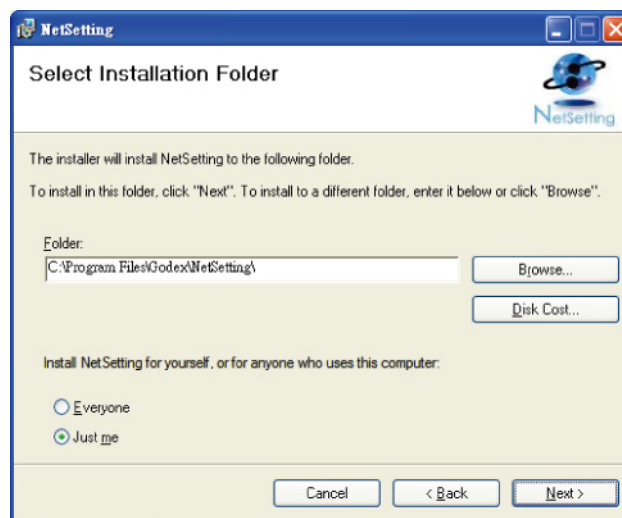 NetSetting
Select Installation Folder
NetSetting
The installer will install NetSetting to the following folder.
To install in this folder, click "Next". To install to a different folder, enter it below or click "Browse".
Folder:
C:\Program Files\Godex\NetSetting\
Browse...
Disk Cost...
Install NetSetting for yourself, or for anyone who uses this computer:
Everyone
Just me
Cancel
< Back
Next >